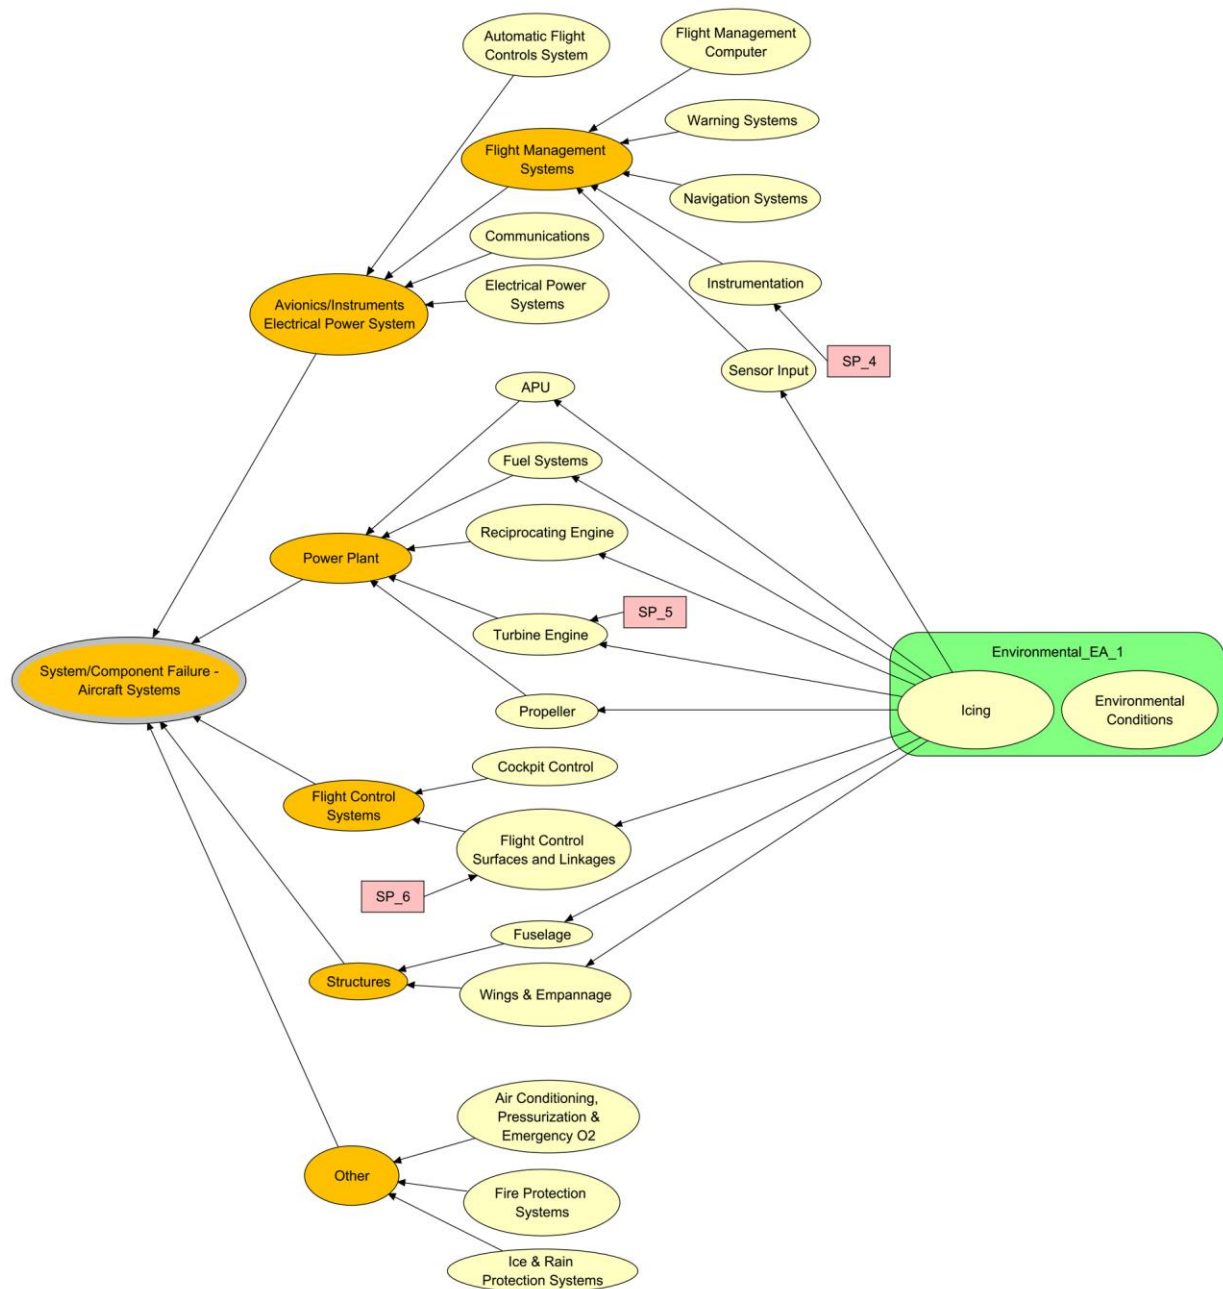 Automatic Flight
Controls System
Flight Management
Computer
Warning Systems
Flight Management
Systems
Navigation Systems
Communications
Electrical Power
Systems
Instrumentation
Avionics/Instruments
Electrical Power System
SP_4
Sensor Input
APU
Fuel Systems
Reciprocating Engine
Power Plant
SP_5
Turbine Engine
Environmental_EA_1
System/Component Failure -
Aircraft Systems
Propeller
Icing
Environmental
Conditions
Cockpit Control
Flight Control
Systems
Flight Control
Surfaces and Linkages
SP_6
Fuselage
Structures
Wings & Empannage
Air Conditioning,
Pressurization &
Emergency O2
Other
Fire Protection
Systems
Ice & Rain
Protection Systems